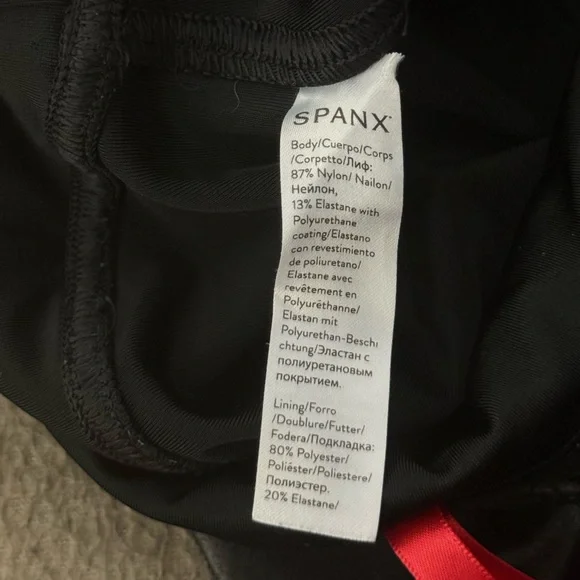 SPANX
Body/Cuerpo/Corps
/Corpetto/Лиф:
87% Nylon/ Nailon/
Нейлон,
13% Elastane with
Polyurethane
coating/Elastano
con revestimiento
de poliuretano/
Elastane avec
revêtement en
Polyuréthanne/
Elastan mit
Polyurethan-Beschi
chtung/Эластан с
полиуретановым
покрытием.
Lining/Forro
/Doublure/Futter/
Fodera/Подкладка:
80% Polyester/
Poliéster/Poliestere/
Полиэстер.
20% Elastane/